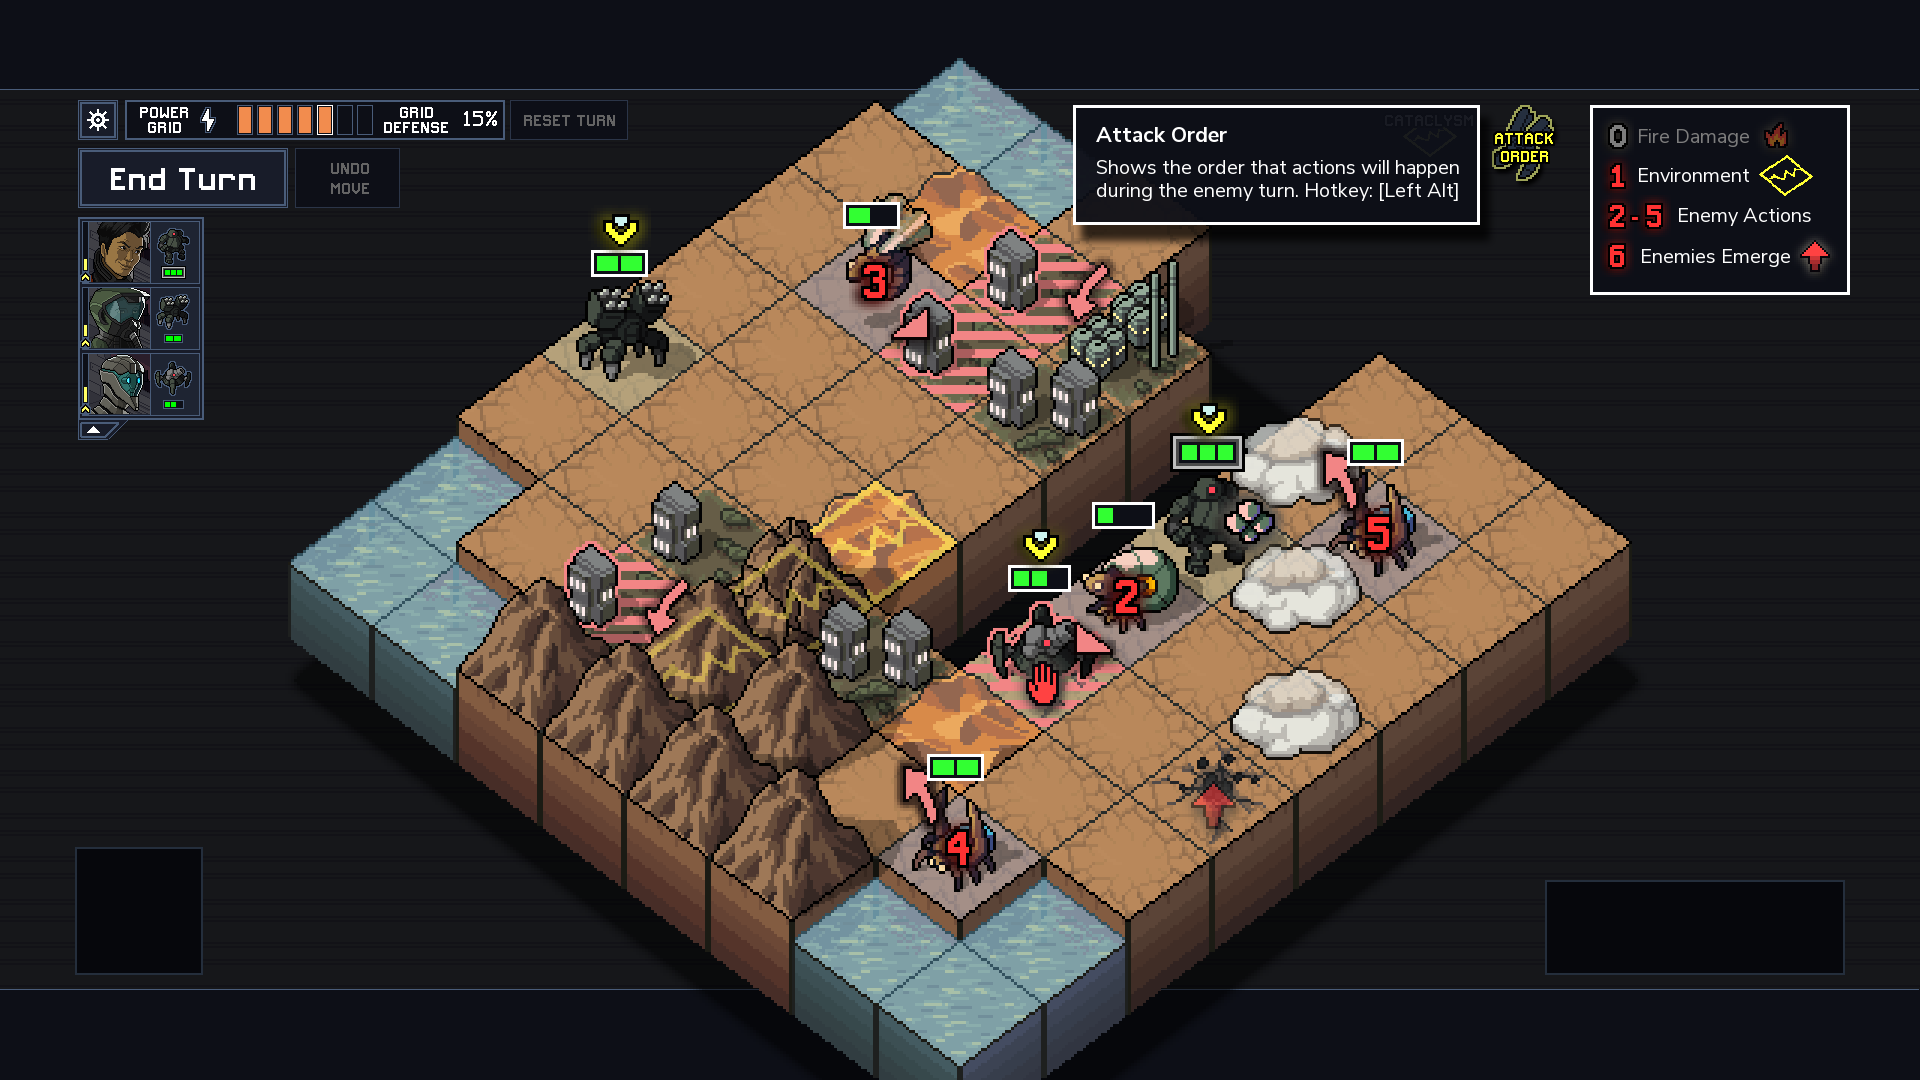 POWER GRID
GRID DEFENSE 15%
RESET TURN
End Turn
UNDO MOVE
Attack Order
Shows the order that actions will happen
during the enemy turn. Hotkey: [Left Alt]
CATACLYSM
ATTACK ORDER
0 Fire Damage
1 Environment
2 - 5 Enemy Actions
6 Enemies Emerge
3
5
2
4